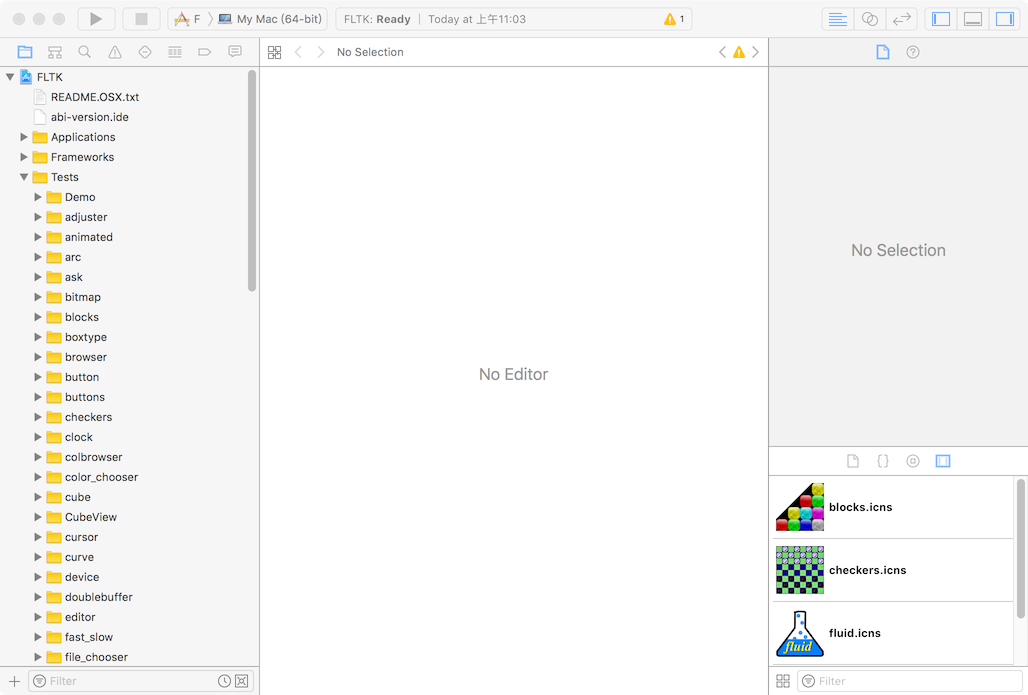 F My Mac (64-bit) FLTK: Ready Today at 上午11:03 1
No Selection
FLTK
README.OSX.txt
abi-version.ide
Applications
Frameworks
Tests
Demo
adjuster
animated
arc
ask
bitmap
blocks
boxtype
browser
button
buttons
checkers
clock
colbrowser
color_chooser
cube
CubeView
cursor
curve
device
doublebuffer
editor
fast_slow
file_chooser
Filter
No Editor
No Selection
blocks.icns
checkers.icns
fluid
fluid.icns
Filter